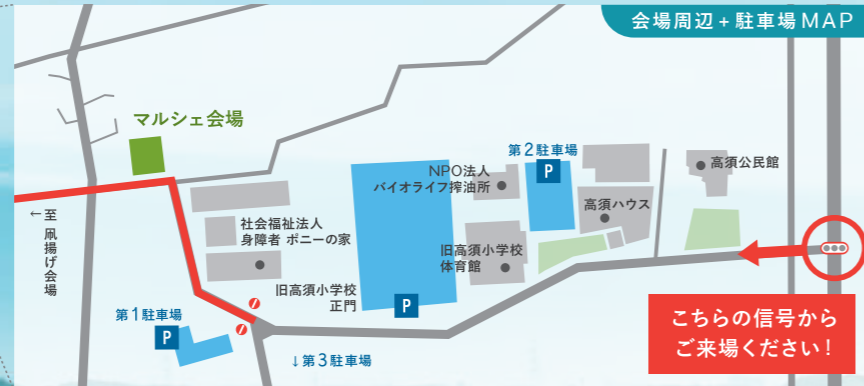 会場周辺+駐車場MAP
マルシェ会場
第2駐車場
P
NPO法人
バイオライフ搾油所
高須公民館
高須ハウス
←至 凧揚げ会場
社会福祉法人
身障者 ポニーの家
旧高須小学校
体育館
旧高須小学校
正門
P
第1駐車場
P
↓第3駐車場
こちらの信号から
ご来場ください!